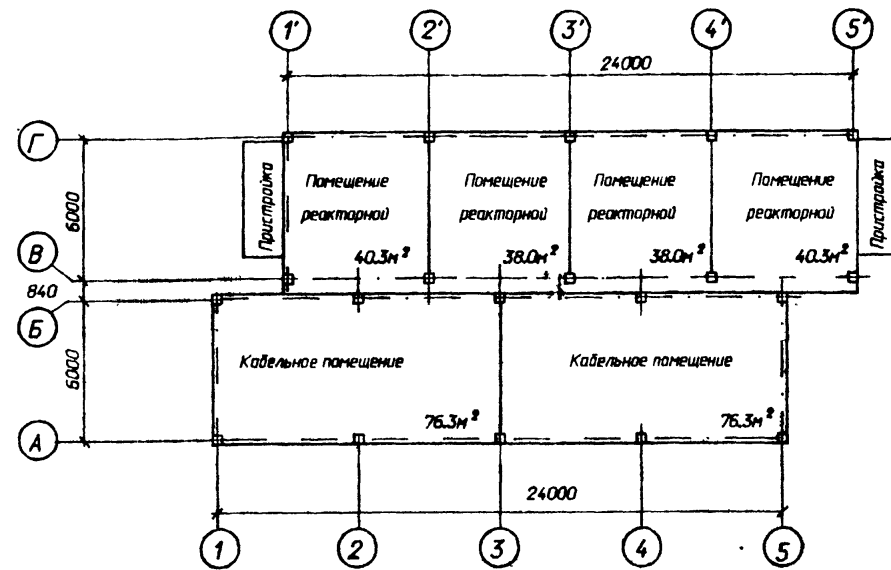 1' 2' 3' 4' 5'
24000
Г
Пристройка
Помещение реакторной 40.3м²
Помещение реакторной 38.0м²
Помещение реакторной 38.0м²
Помещение реакторной 40.3м²
Пристройка
6000
В
840
Б
6000
Кабельное помещение 76.3м²
Кабельное помещение 76.3м²
А
24000
1 2 3 4 5